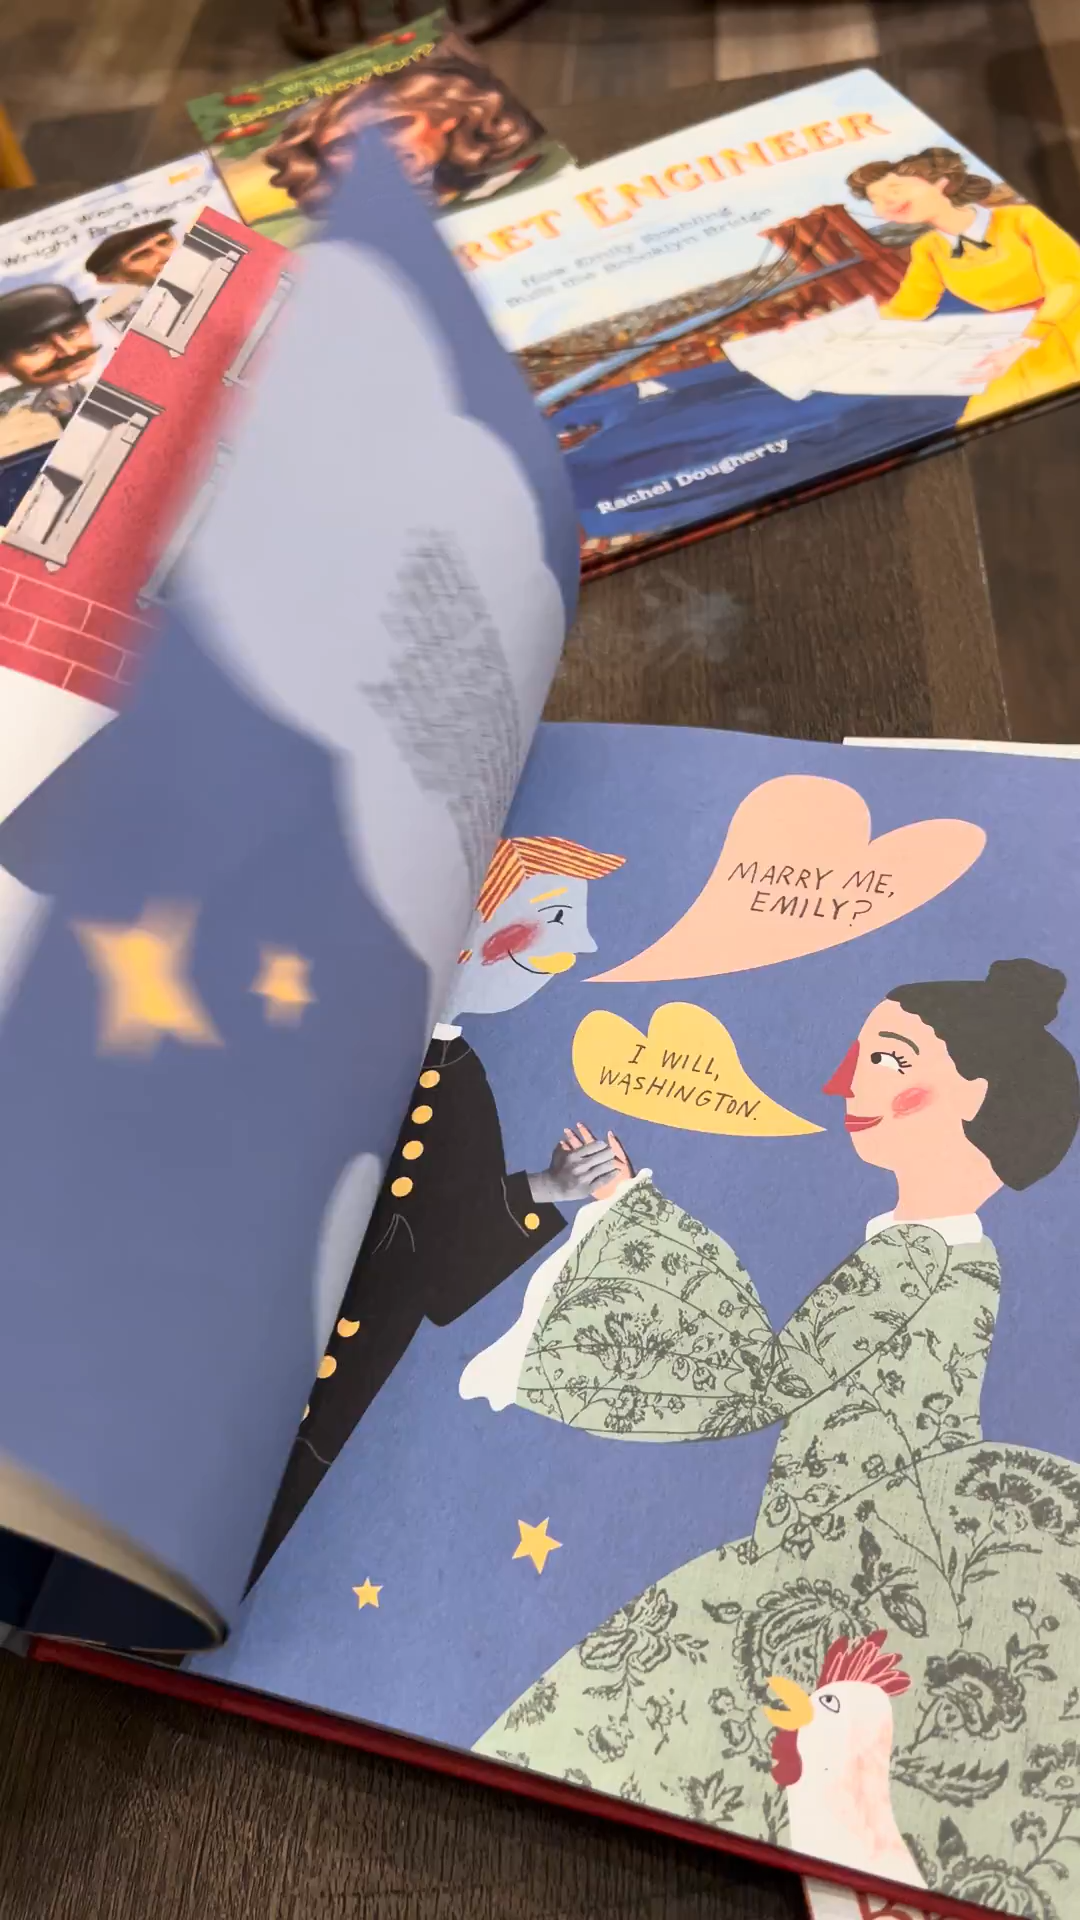 Who Was
Isaac Newton?
Who Were
Wright Brothers?
RET ENGINEER
How Emily Roebling
Built the Brooklyn Bridge
Rachel Dougherty
MARRY ME,
EMILY?
I WILL,
WASHINGTON.